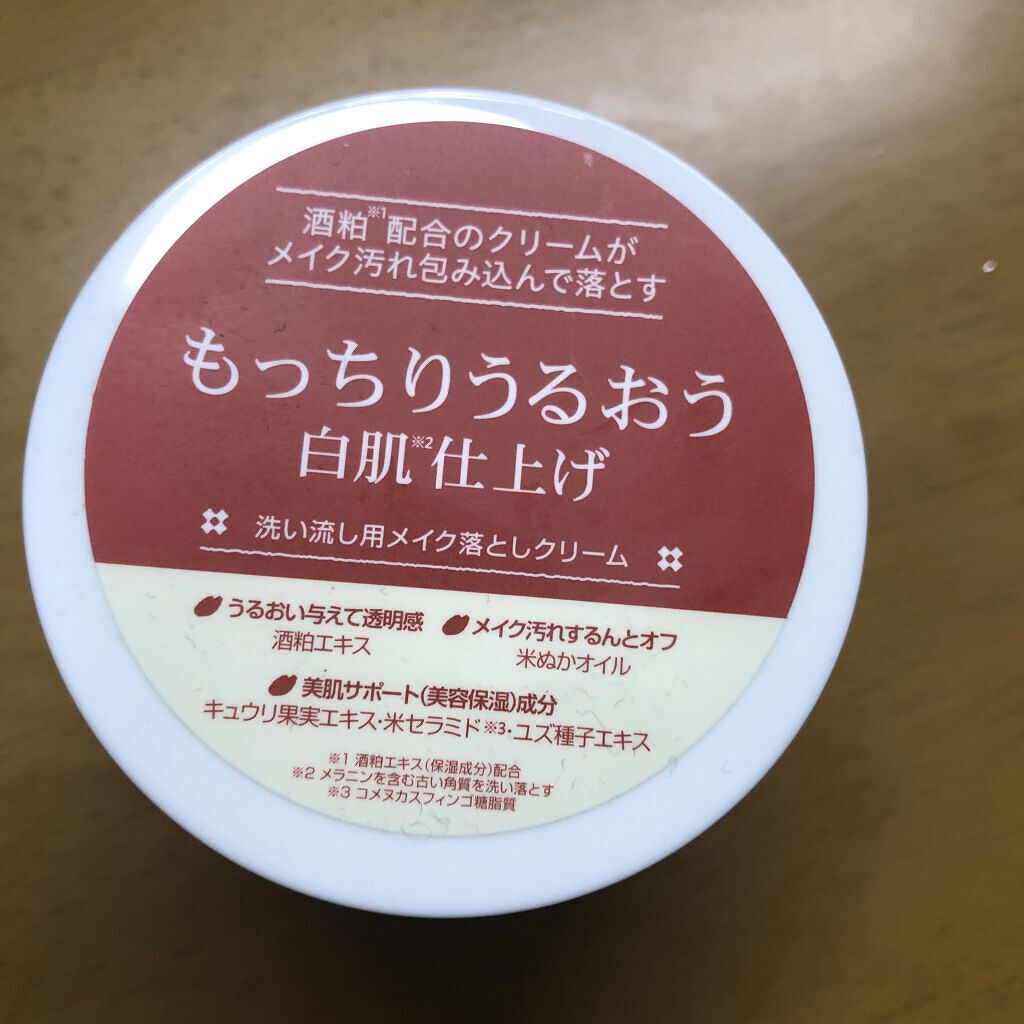 酒粕※1配合のクリームが
メイク汚れ包み込んで落とす
もっちりうるおう
白肌※2仕上げ
洗い流し用メイク落としクリーム
うるおい与えて透明感
酒粕エキス
メイク汚れするんとオフ
米ぬかオイル
美肌サポート(美容保湿)成分
キュウリ果実エキス・米セラミド※3・ユズ種子エキス
※1 酒粕エキス(保湿成分)配合
※2 メラニンを含む古い角質を洗い落とす
※3 コメヌカスフィンゴ糖脂質